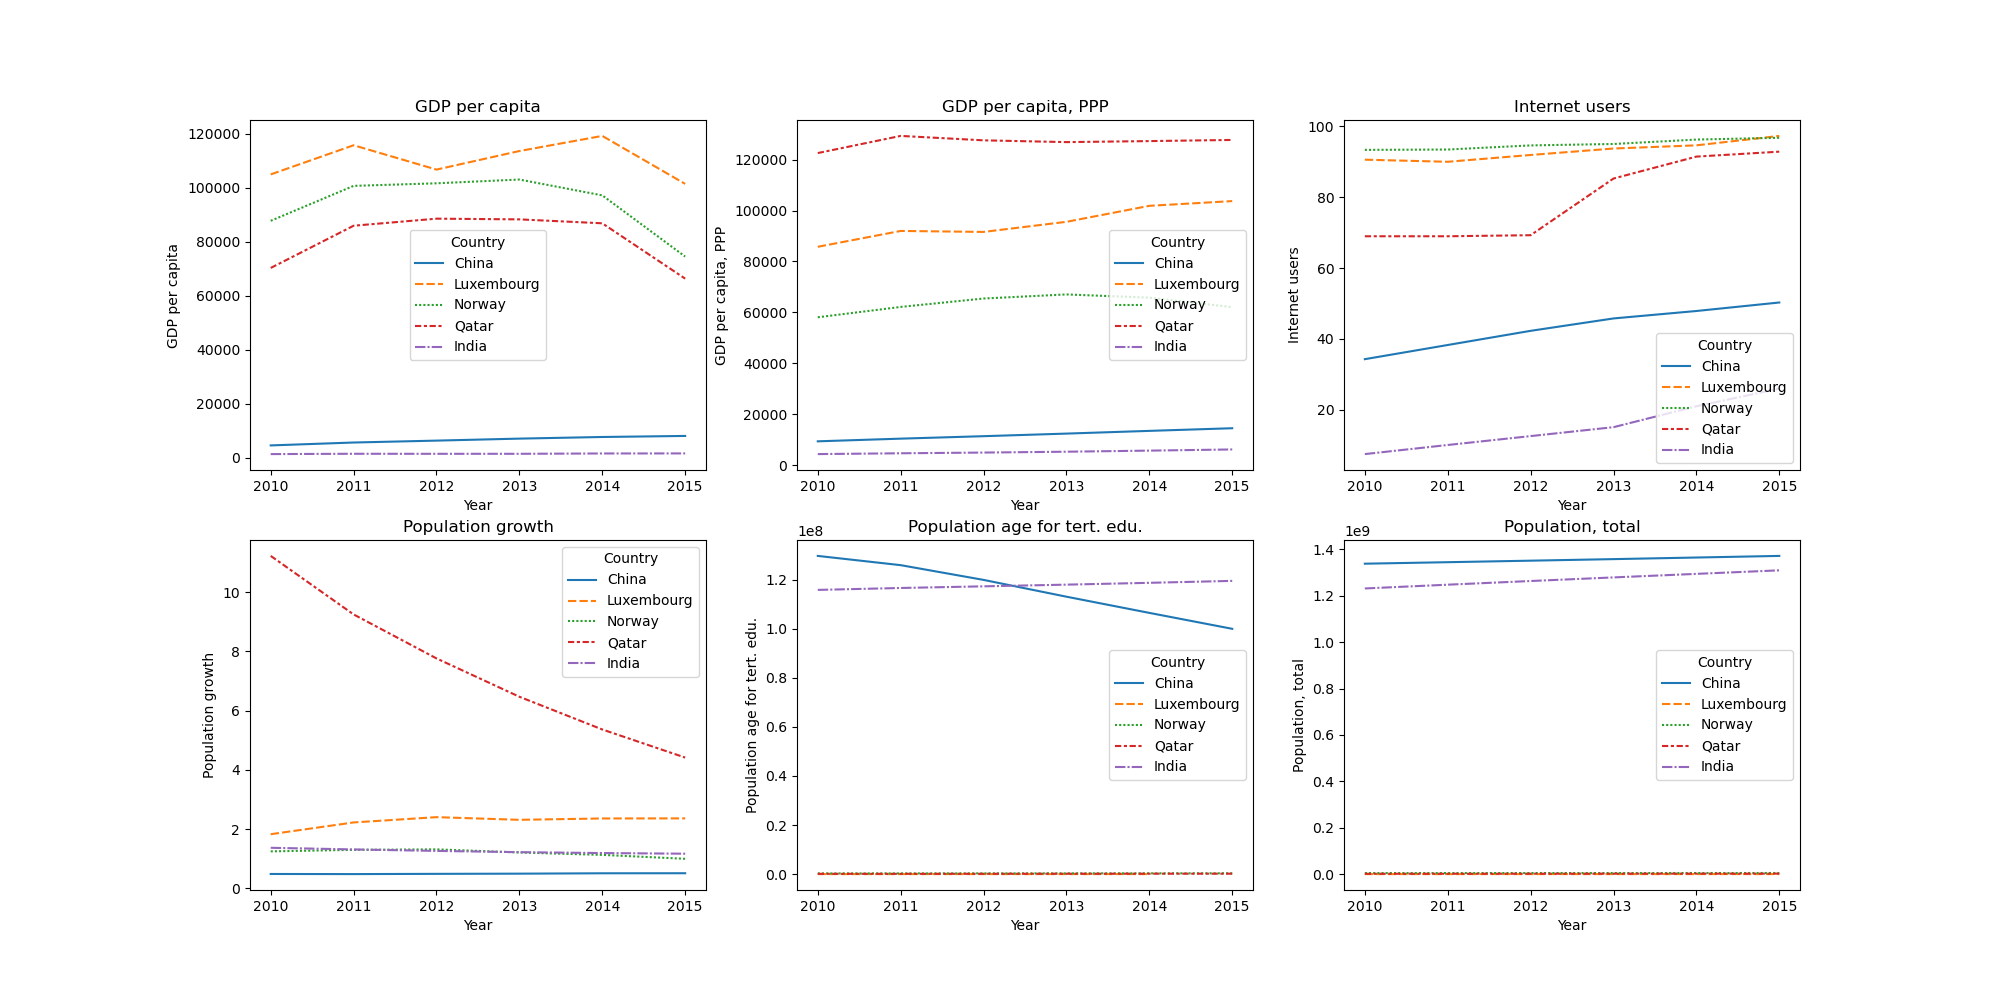 GDP per capita
GDP per capita
120000
100000
80000
60000
40000
20000
0
Country
China
Luxembourg
Norway
Qatar
India
2010 2011 2012 2013 2014 2015
Year
GDP per capita, PPP
GDP per capita, PPP
120000
100000
80000
60000
40000
20000
0
Country
China
Luxembourg
Norway
Qatar
India
2010 2011 2012 2013 2014 2015
Year
Internet users
Internet users
100
80
60
40
20
Country
China
Luxembourg
Norway
Qatar
India
2010 2011 2012 2013 2014 2015
Year
Population growth
Population growth
10
8
6
4
2
0
Country
China
Luxembourg
Norway
Qatar
India
2010 2011 2012 2013 2014 2015
Year
Population age for tert. edu.
1e8
Population age for tert. edu.
1.2
1.0
0.8
0.6
0.4
0.2
0.0
Country
China
Luxembourg
Norway
Qatar
India
2010 2011 2012 2013 2014 2015
Year
Population, total
1e9
Population, total
1.4
1.2
1.0
0.8
0.6
0.4
0.2
0.0
Country
China
Luxembourg
Norway
Qatar
India
2010 2011 2012 2013 2014 2015
Year